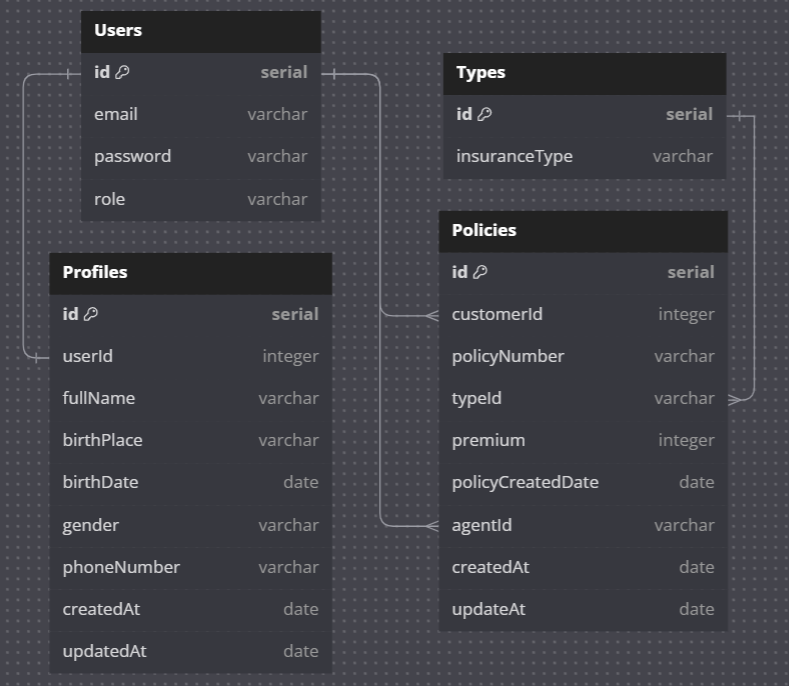 Users
id serial
email varchar
password varchar
role varchar
Types
id serial
insuranceType varchar
Profiles
id serial
userId integer
fullName varchar
birthPlace varchar
birthDate date
gender varchar
phoneNumber varchar
createdAt date
updatedAt date
Policies
id serial
customerId integer
policyNumber varchar
typeId varchar
premium integer
policyCreatedDate date
agentId varchar
createdAt date
updateAt date